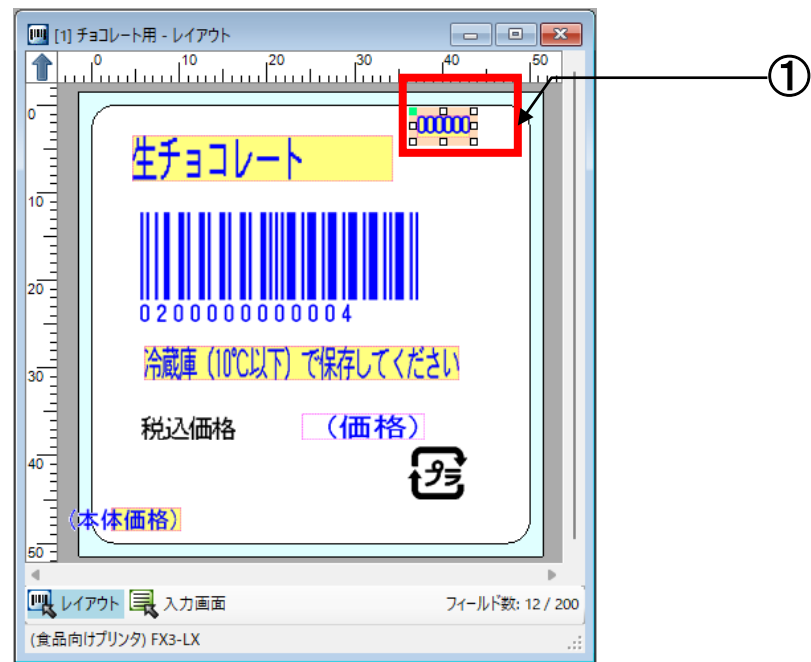 [1] チョコレート用 - レイアウト
0 10 20 30 40 50
①
0
000000
生チョコレート
10
20
0200000000004
冷蔵庫（10℃以下）で保存してください
30
税込価格 （価格）
40
プラ
（本体価格）
50
レイアウト 入力画面 フィールド数: 12 / 200
(食品向けプリンタ) FX3-LX